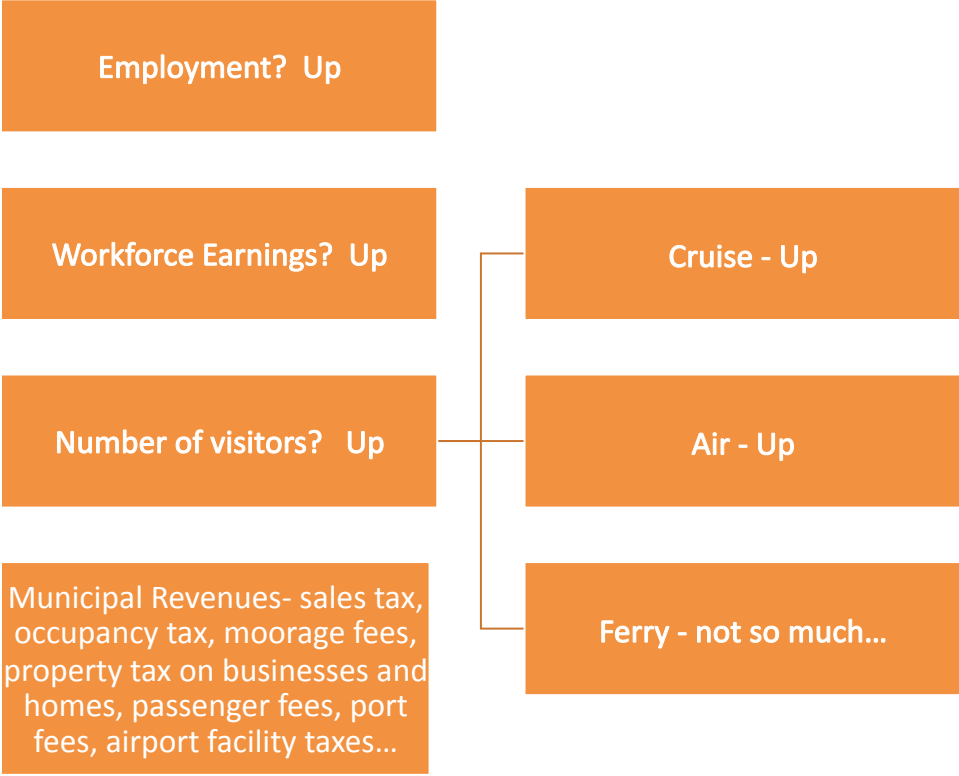 Employment?  Up
Workforce Earnings?  Up
Number of visitors?   Up
Municipal Revenues- sales tax,
occupancy tax, moorage fees,
property tax on businesses and
homes, passenger fees, port
fees, airport facility taxes…
Cruise - Up
Air - Up
Ferry - not so much…